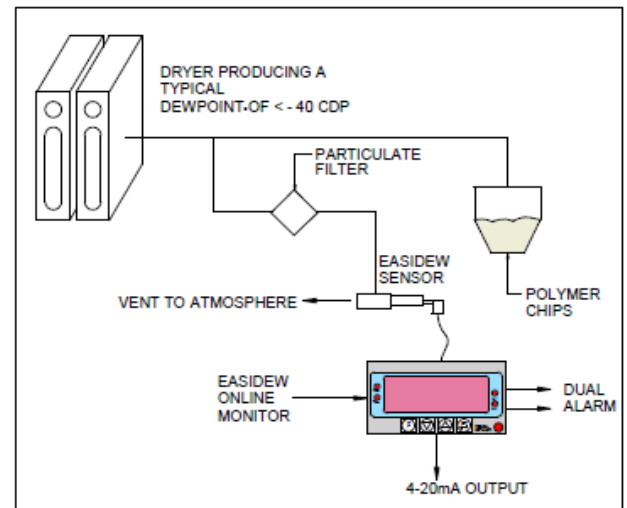 DRYER PRODUCING A
TYPICAL
DEWPOINT OF < - 40 CDP
PARTICULATE
FILTER
EASIDEW
SENSOR
VENT TO ATMOSPHERE
POLYMER
CHIPS
EASIDEW
ONLINE
MONITOR
DUAL
ALARM
4-20mA OUTPUT